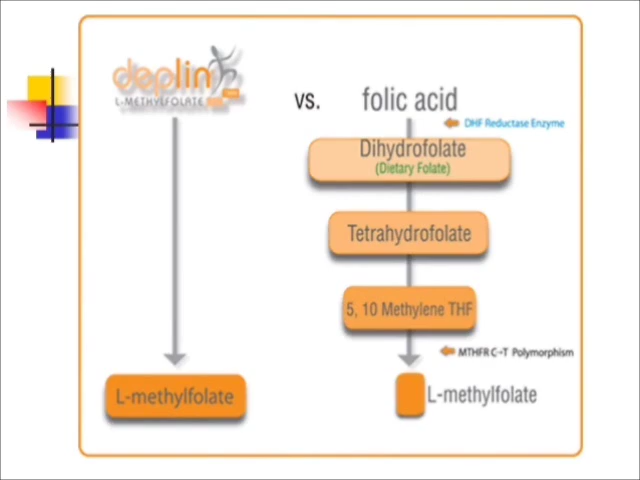 deplin
L-METHYLFOLATE
vs.
folic acid
DHF Reductase Enzyme
Dihydrofolate
(Dietary Folate)
Tetrahydrofolate
5, 10 Methylene THF
MTHFR C→T Polymorphism
L-methylfolate
L-methylfolate